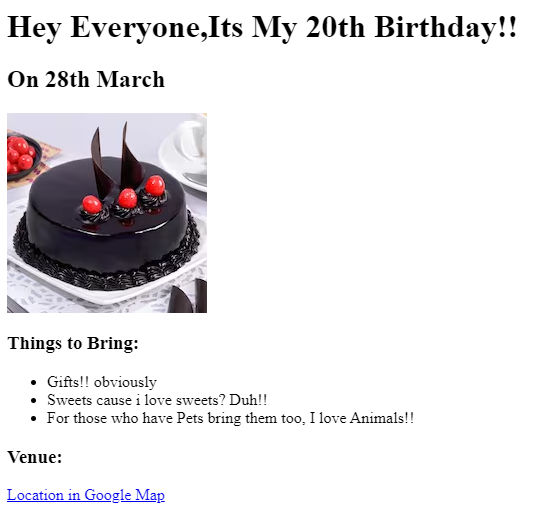 Hey Everyone,Its My 20th Birthday!!
On 28th March
Things to Bring:
Gifts!! obviously
Sweets cause i love sweets? Duh!!
For those who have Pets bring them too, I love Animals!!
Venue:
Location in Google Map